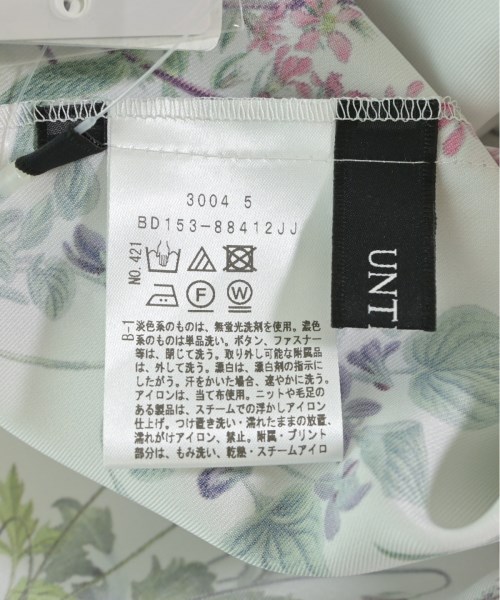 3004 5
BD153-88412JJ
NO.421
F W
B-1
淡色系のものは、無蛍光洗剤を使用。濃色
系のものは単品洗い。ボタン、ファスナー
等は、閉じて洗う。取り外し可能な附属品
は、外して洗う。漂白は、漂白剤の指示に
したがう。汗をかいた場合、速やかに洗う。
アイロンは、当て布使用。ニットや毛足の
ある製品は、スチームでの浮かしアイロン
仕上げ。つけ置き洗い・濡れたままの放置、
濡れがけアイロン、禁止。附属・プリント
部分は、もみ洗い、乾熱・スチームアイロ
UNTI